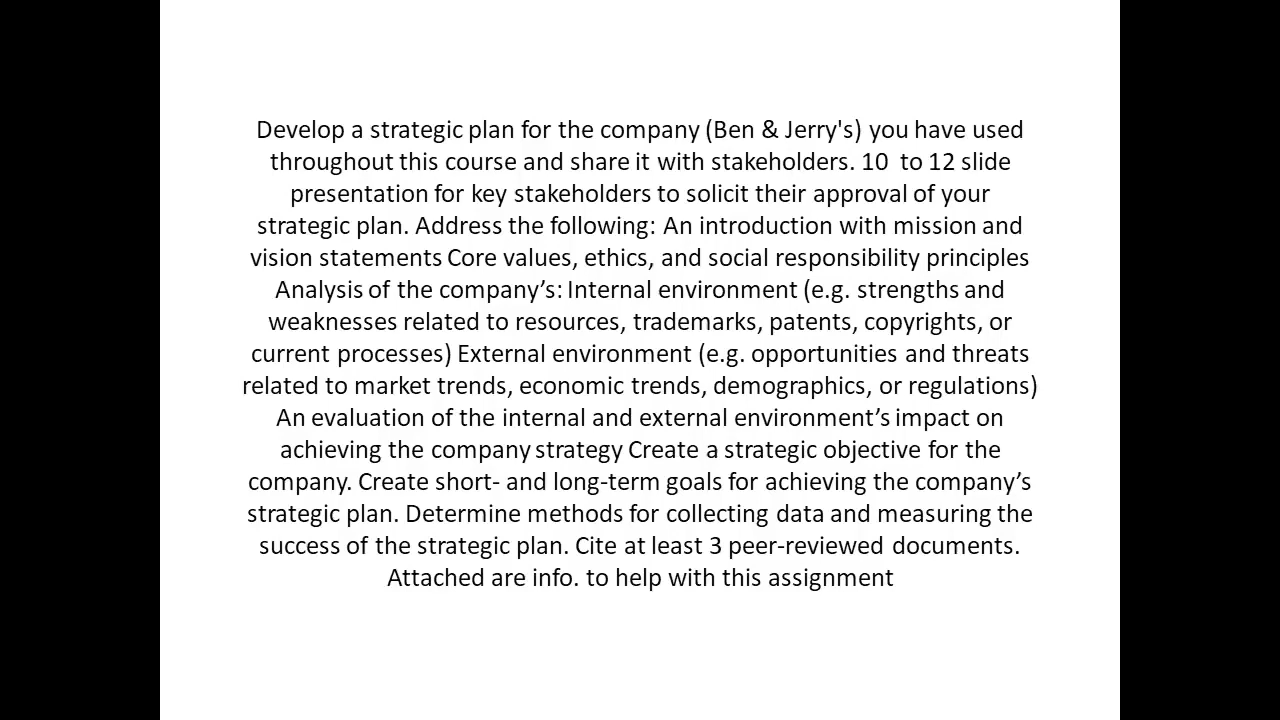 Develop a strategic plan for the company (Ben & Jerry's) you have used
throughout this course and share it with stakeholders. 10  to 12 slide
presentation for key stakeholders to solicit their approval of your
strategic plan. Address the following: An introduction with mission and
vision statements Core values, ethics, and social responsibility principles
Analysis of the company’s: Internal environment (e.g. strengths and
weaknesses related to resources, trademarks, patents, copyrights, or
current processes) External environment (e.g. opportunities and threats
related to market trends, economic trends, demographics, or regulations)
An evaluation of the internal and external environment’s impact on
achieving the company strategy Create a strategic objective for the
company. Create short- and long-term goals for achieving the company’s
strategic plan. Determine methods for collecting data and measuring the
success of the strategic plan. Cite at least 3 peer-reviewed documents.
Attached are info. to help with this assignment